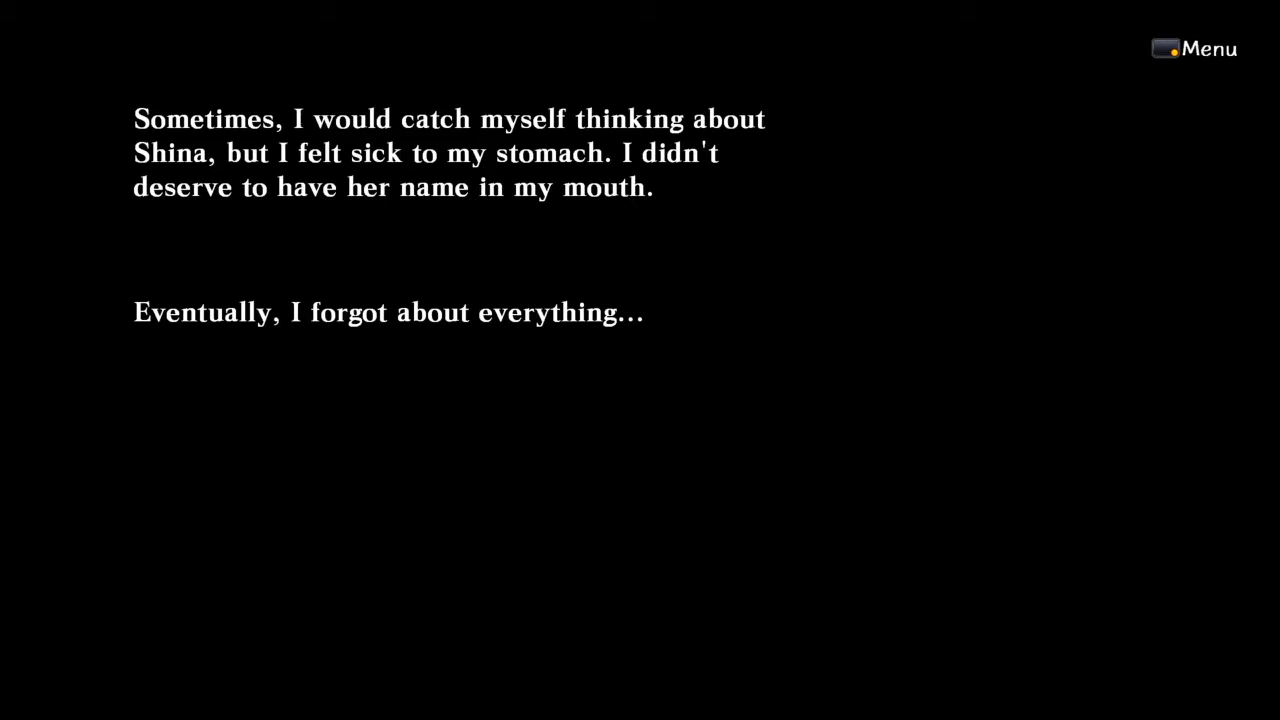 Menu
Sometimes, I would catch myself thinking about
Shina, but I felt sick to my stomach. I didn't
deserve to have her name in my mouth.
Eventually, I forgot about everything...